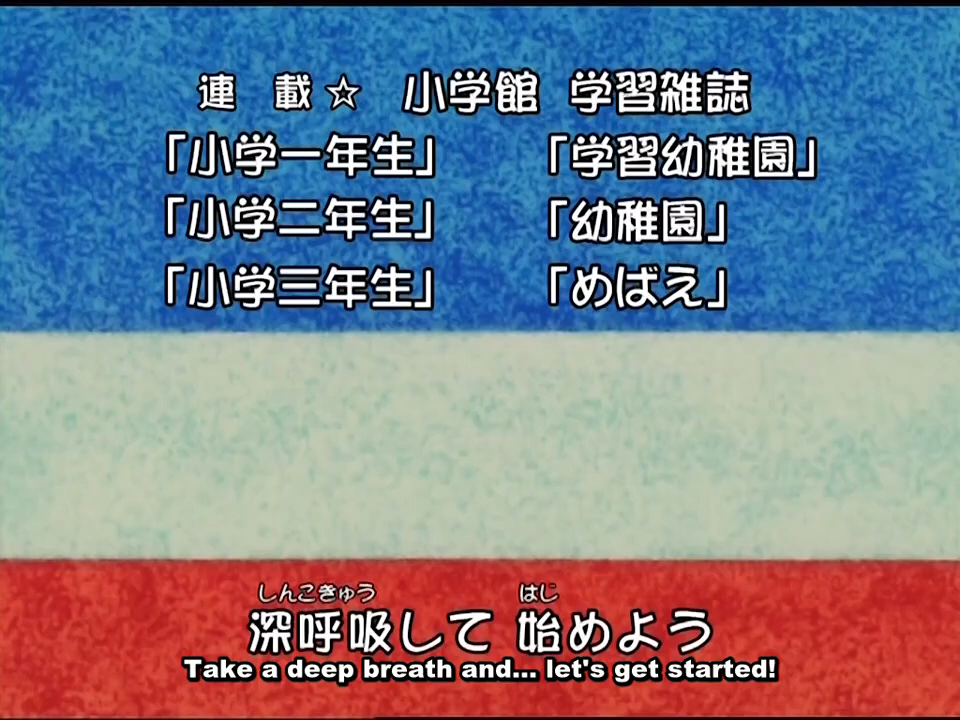 連　載☆　小学館　学習雑誌
「小学一年生」　「学習幼稚園」
「小学二年生」　「幼稚園」
「小学三年生」　「めばえ」
しんこきゅう　はじ
深呼吸して 始めよう
Take a deep breath and... let's get started!